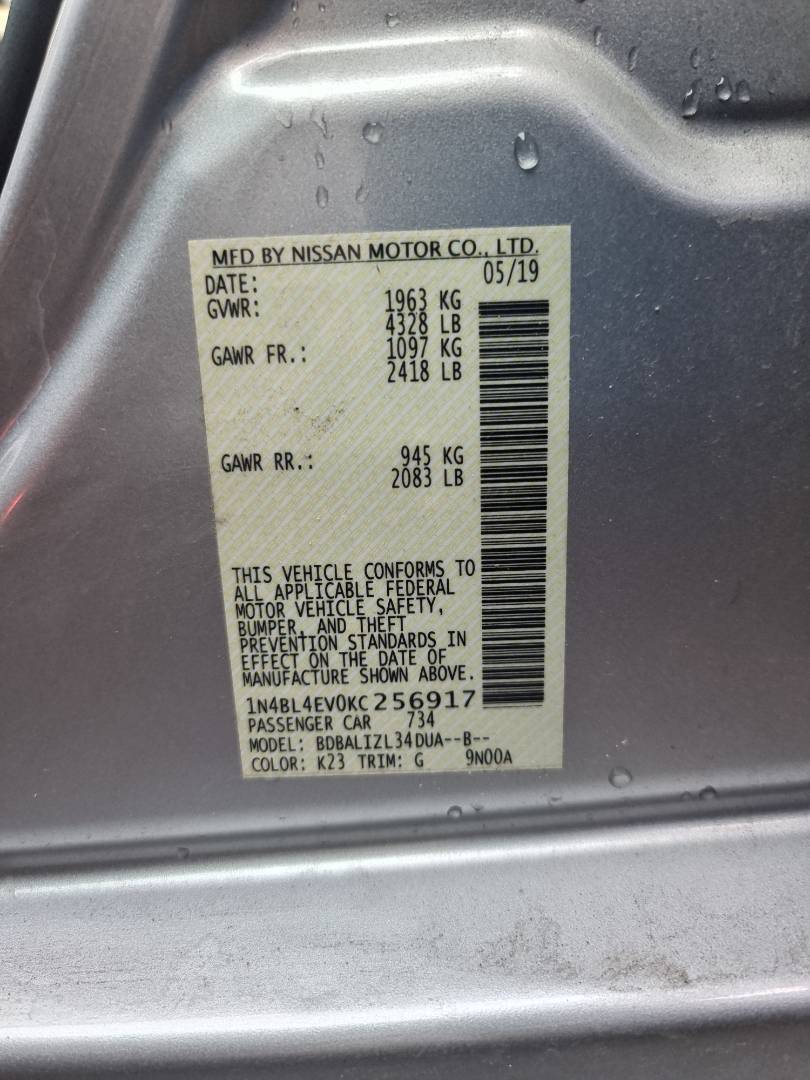 MFD BY NISSAN MOTOR CO., LTD.
DATE: 05/19
GVWR: 1963 KG
4328 LB
GAWR FR.: 1097 KG
2418 LB
GAWR RR.: 945 KG
2083 LB
THIS VEHICLE CONFORMS TO
ALL APPLICABLE FEDERAL
MOTOR VEHICLE SAFETY,
BUMPER, AND THEFT
PREVENTION STANDARDS IN
EFFECT ON THE DATE OF
MANUFACTURE SHOWN ABOVE.
1N4BL4EV0KC256917
PASSENGER CAR 734
MODEL: BDBALIZL34DUA--B--
COLOR: K23 TRIM: G 9N00A